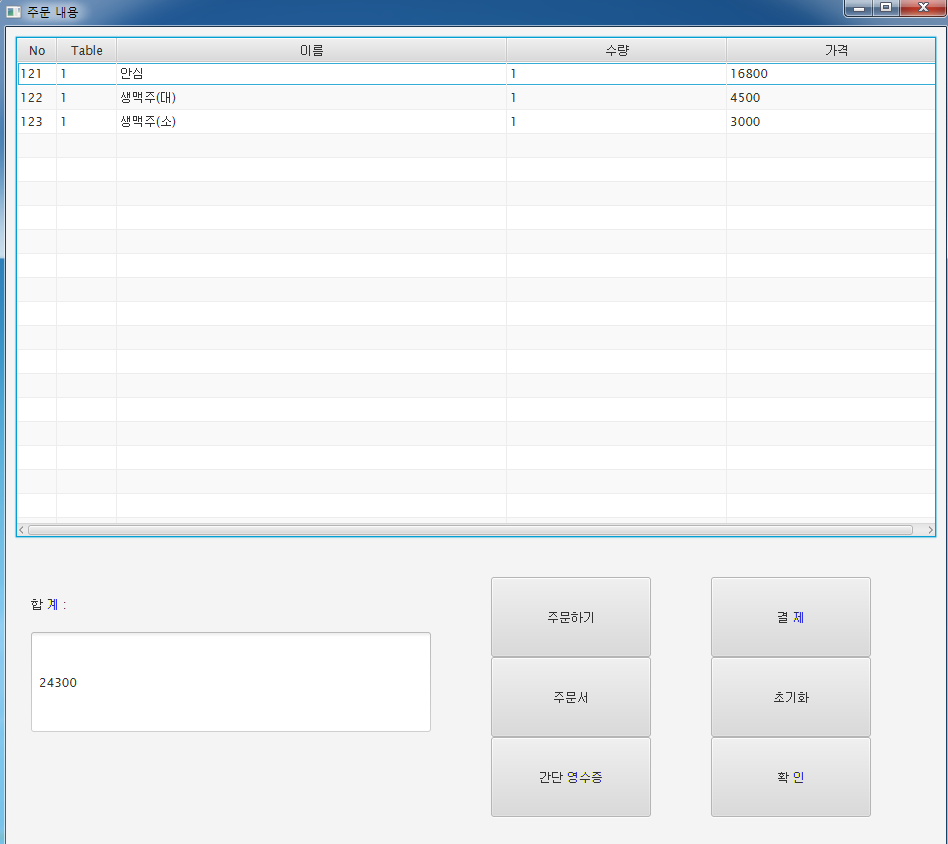 주문 내용
No Table 이름 수량 가격
121 1 안심 1 16800
122 1 생맥주(대) 1 4500
123 1 생맥주(소) 1 3000
합 계 :
24300
주문하기 결 제
주문서 초기화
간단 영수증 확 인